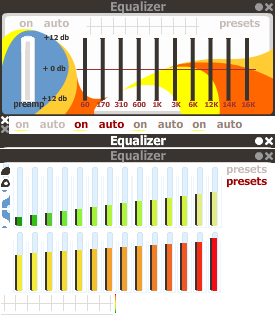 Equalizer
on auto presets
+12 db
+ 0 db
+12 db
preamp 60 170 310 600 1K 3K 6K 12K 14K 16K
on auto on auto on auto on auto
Equalizer
Equalizer
presets
presets